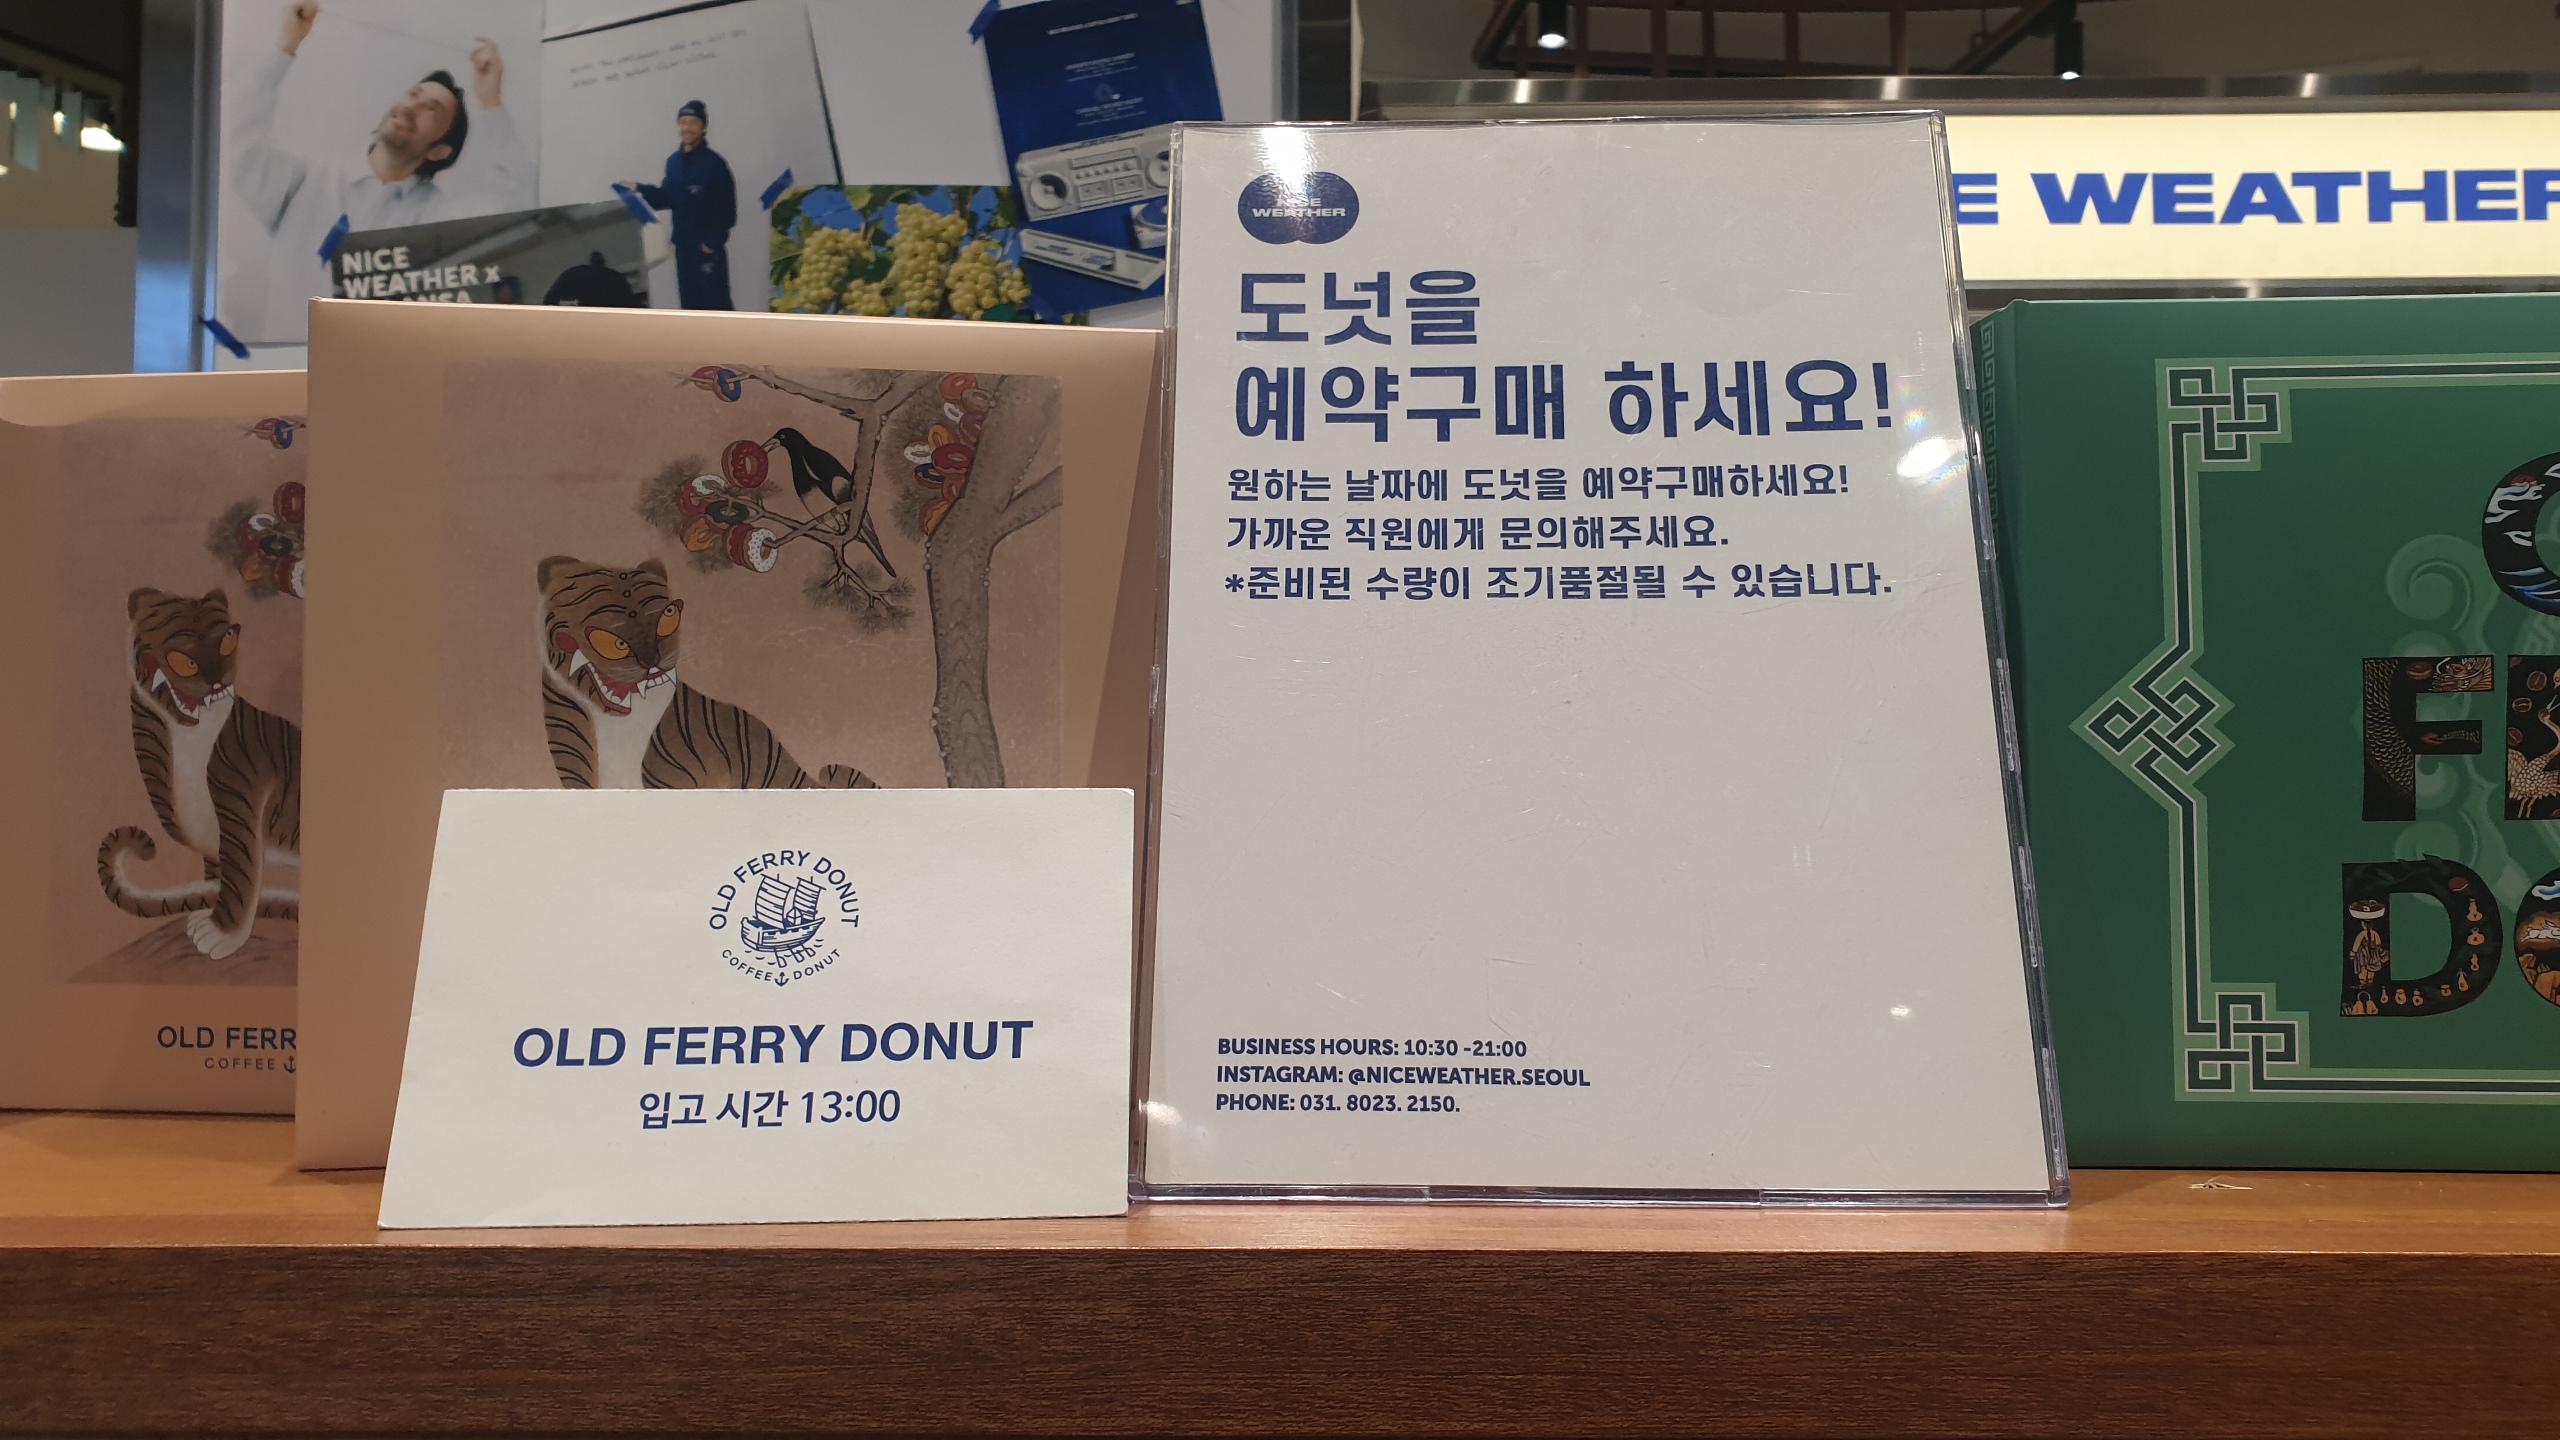 NICE
WEATHER x
E WEATHER
NICE
WEATHER
도넛을
예약구매 하세요!
원하는 날짜에 도넛을 예약구매하세요!
가까운 직원에게 문의해주세요.
*준비된 수량이 조기품절될 수 있습니다.
BUSINESS HOURS: 10:30 -21:00
INSTAGRAM: @NICEWEATHER.SEOUL
PHONE: 031. 8023. 2150.
OLD FERRY DONUT
COFFEE DONUT
OLD FERRY DONUT
입고 시간 13:00
OLD FERR
COFFEE
O
FE
DO